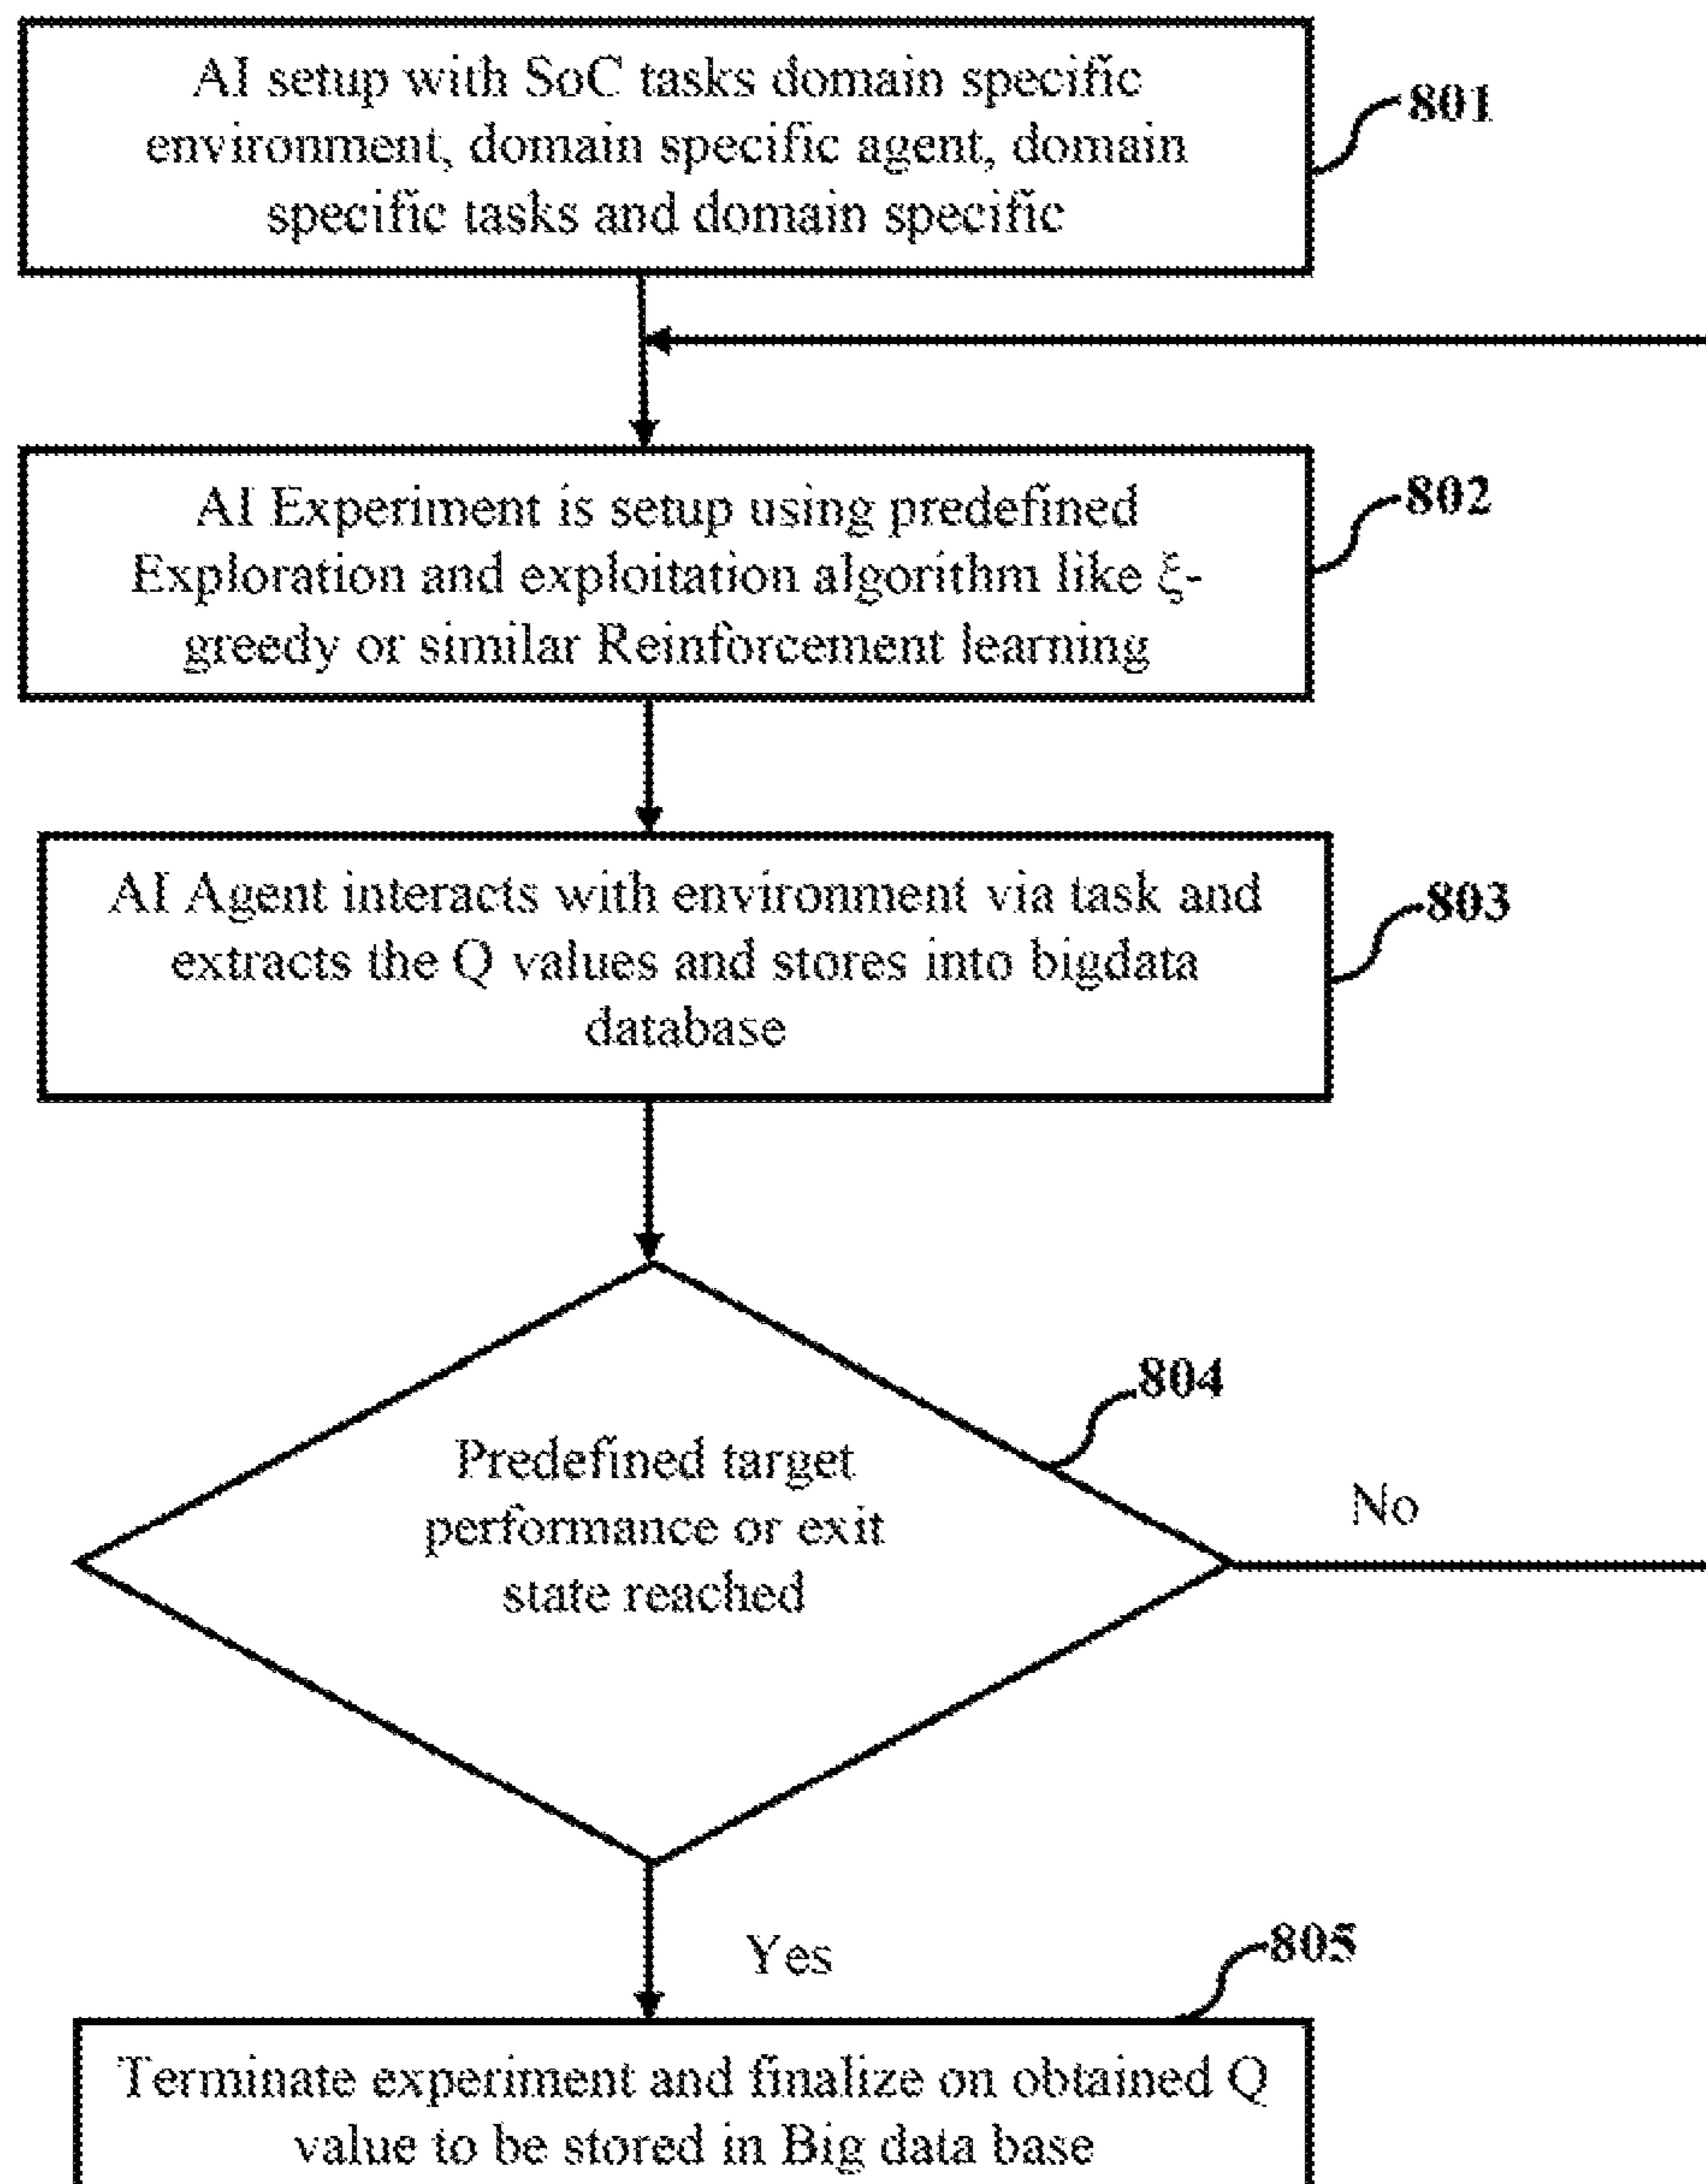 AI setup with SoC tasks domain specific
environment, domain specific agent, domain
specific tasks and domain specific
801
AI Experiment is setup using predefined
Exploration and exploitation algorithm like ξ-
greedy or similar Reinforcement learning
802
AI Agent interacts with environment via task and
extracts the Q values and stores into bigdata
database
803
804
Predefined target
performance or exit
state reached
No
Yes
805
Terminate experiment and finalize on obtained Q
value to be stored in Big data base